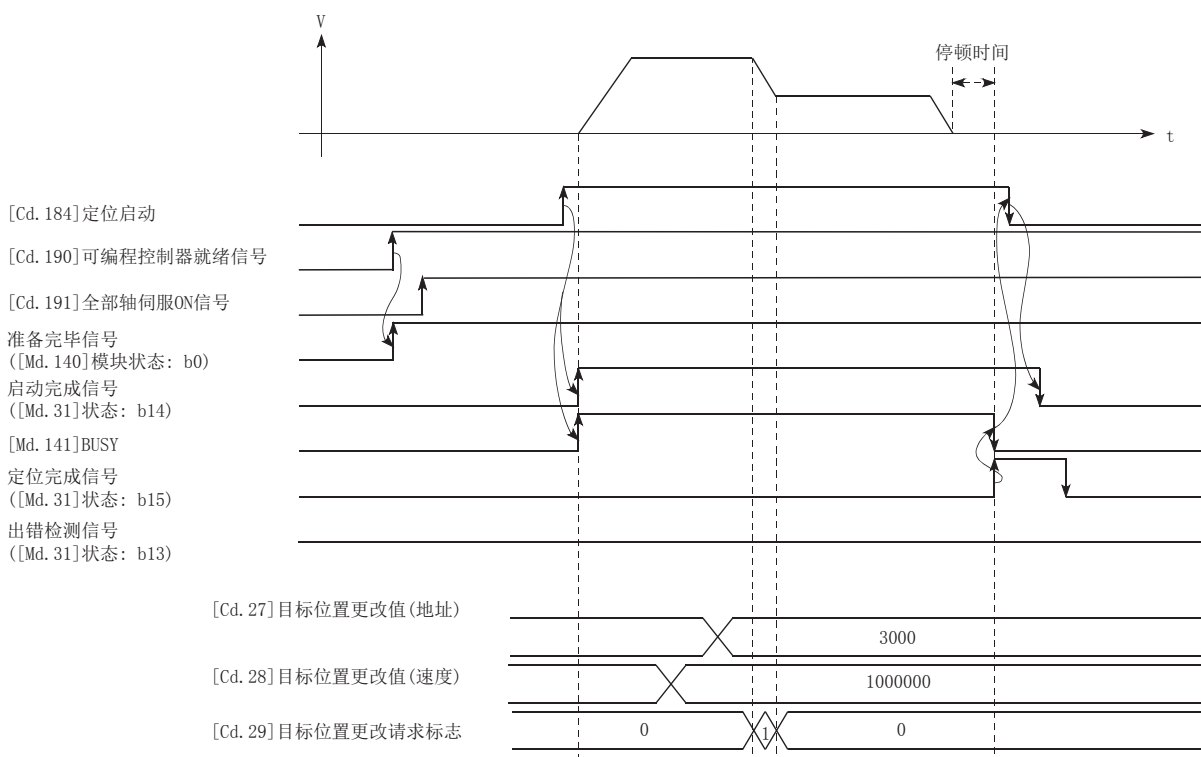 V
停顿时间
t
[Cd.184]定位启动
[Cd.190]可编程控制器就绪信号
[Cd.191]全部轴伺服ON信号
准备完毕信号
([Md.140]模块状态: b0)
启动完成信号
([Md.31]状态: b14)
[Md.141]BUSY
定位完成信号
([Md.31]状态: b15)
出错检测信号
([Md.31]状态: b13)
[Cd.27]目标位置更改值(地址)
3000
[Cd.28]目标位置更改值(速度)
1000000
[Cd.29]目标位置更改请求标志
0
1
0